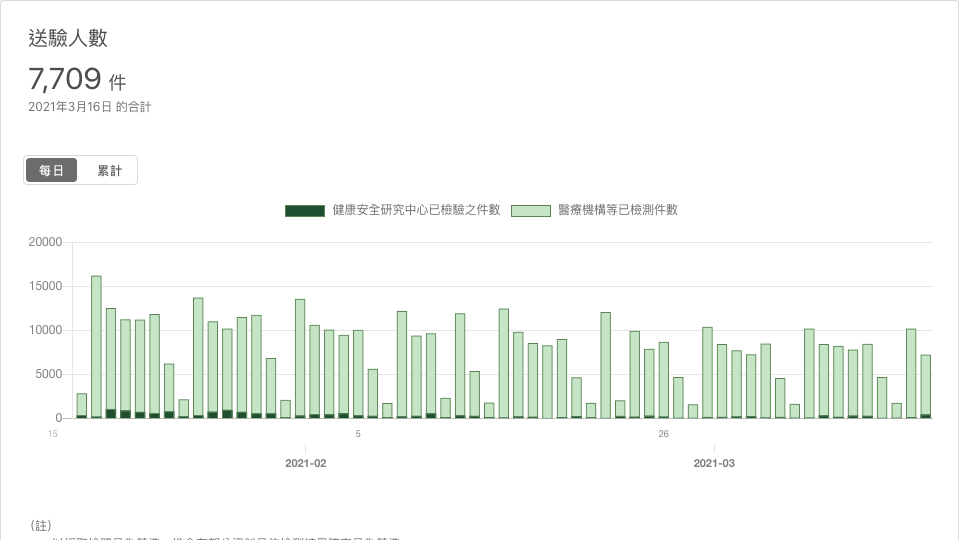 送驗人數
7,709 件
2021年3月16日 的合計
每日 累計
健康安全研究中心已檢驗之件數 醫療機構等已檢測件數
20000
15000
10000
5000
0
15 5 26
2021-02 2021-03
(註)